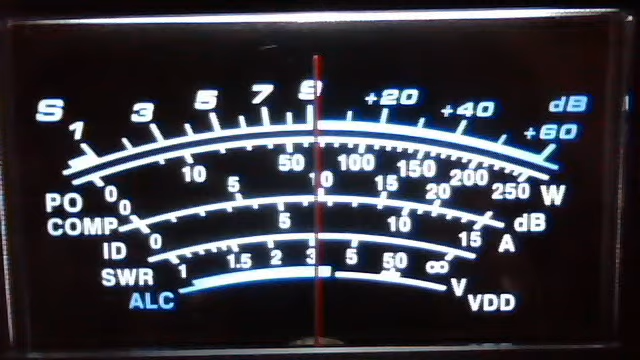 S 1 3 5 7 9 +20 +40 +60 dB
PO 0 10 50 100 150 200 250 W
COMP 0 5 10 15 20 dB
ID 0 5 10 15 A
SWR 1 1.5 2 3 5 50 ∞ V
ALC VDD